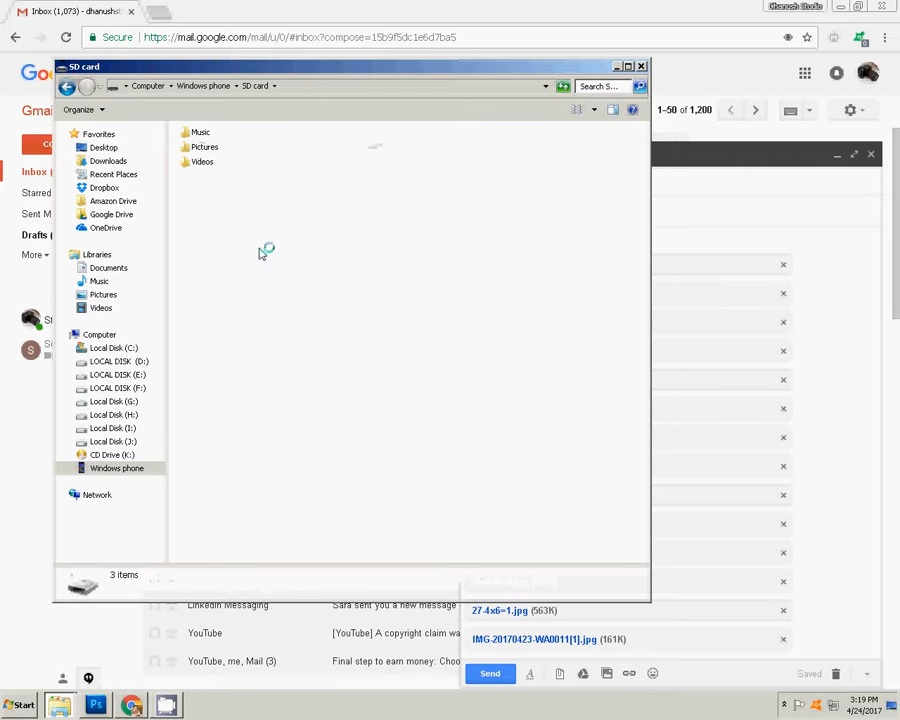 Inbox (1,073) - dhanushst
Dhanush Studio
Secure
https://mail.google.com/mail/u/0/#inbox?compose=15b9f5dc1e6d7ba5
SD card
Computer
Windows phone
SD card
Search S...
Organize
1–50 of 1,200
Gmail
Inbox (
Starred
Sent M
Drafts (
More
Favorites
Desktop
Downloads
Recent Places
Dropbox
Amazon Drive
Google Drive
OneDrive
Libraries
Documents
Music
Pictures
Videos
Computer
Local Disk (C:)
LOCAL DISK (D:)
LOCAL DISK (E:)
LOCAL DISK (F:)
Local Disk (G:)
Local Disk (H:)
Local Disk (I:)
Local Disk (J:)
CD Drive (K:)
Windows phone
Network
Music
Pictures
Videos
3 items
S
LinkedIn Messaging
Sara sent you a new message -
YouTube
[YouTube] A copyright claim wa
YouTube, me, Mail (3)
Final step to earn money: Choo
27-4x6=1.jpg (563K)
IMG-20170423-WA0011[1].jpg (161K)
Send
Saved
Start
3:19 PM
4/24/2017